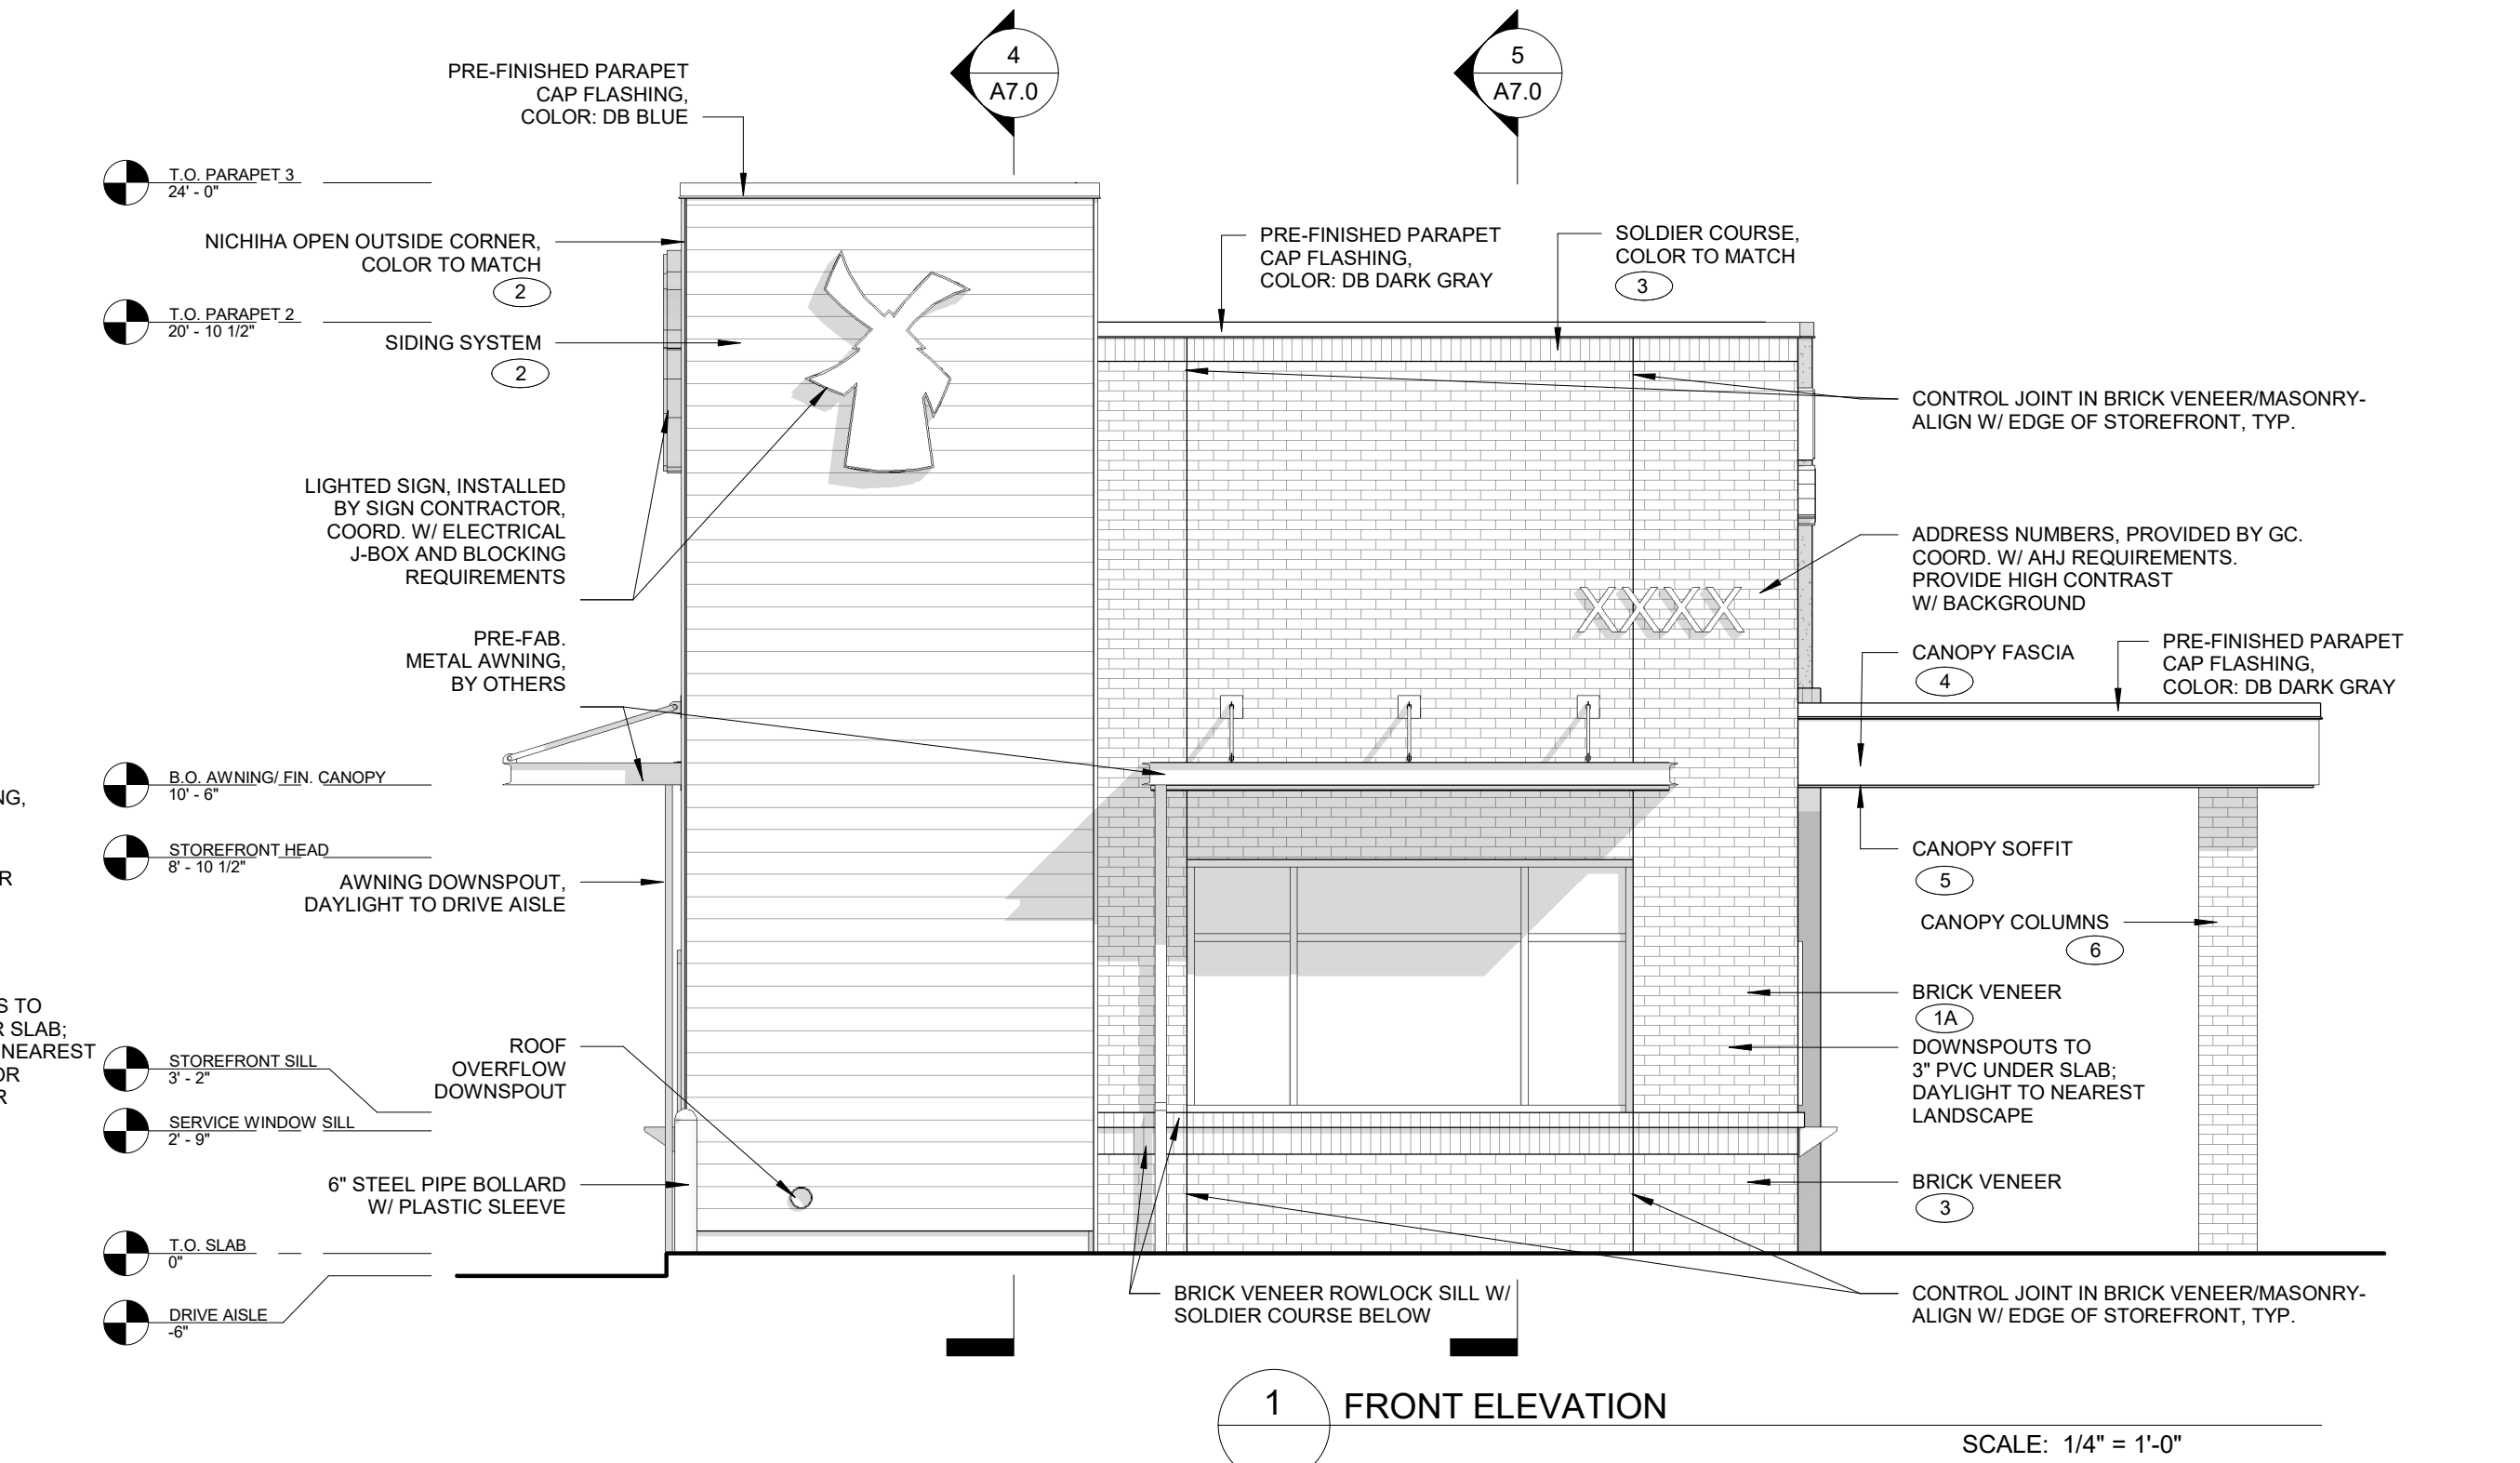 4
A7.0
5
A7.0
PRE-FINISHED PARAPET
CAP FLASHING,
COLOR: DB BLUE
T.O. PARAPET 3
24' - 0"
NICHIHA OPEN OUTSIDE CORNER,
COLOR TO MATCH
2
T.O. PARAPET 2
20' - 10 1/2"
SIDING SYSTEM
2
PRE-FINISHED PARAPET
CAP FLASHING,
COLOR: DB DARK GRAY
SOLDIER COURSE,
COLOR TO MATCH
3
CONTROL JOINT IN BRICK VENEER/MASONRY-
ALIGN W/ EDGE OF STOREFRONT, TYP.
LIGHTED SIGN, INSTALLED
BY SIGN CONTRACTOR,
COORD. W/ ELECTRICAL
J-BOX AND BLOCKING
REQUIREMENTS
ADDRESS NUMBERS, PROVIDED BY GC.
COORD. W/ AHJ REQUIREMENTS.
PROVIDE HIGH CONTRAST
W/ BACKGROUND
XXXX
PRE-FAB.
METAL AWNING,
BY OTHERS
CANOPY FASCIA
4
PRE-FINISHED PARAPET
CAP FLASHING,
COLOR: DB DARK GRAY
B.O. AWNING/ FIN. CANOPY
10' - 6"
NG,
STOREFRONT HEAD
8' - 10 1/2"
R
AWNING DOWNSPOUT,
DAYLIGHT TO DRIVE AISLE
CANOPY SOFFIT
5
CANOPY COLUMNS
6
BRICK VENEER
1A
DOWNSPOUTS TO
3" PVC UNDER SLAB;
DAYLIGHT TO NEAREST
LANDSCAPE
S TO
R SLAB;
NEAREST
OR
R
STOREFRONT SILL
3' - 2"
ROOF
OVERFLOW
DOWNSPOUT
SERVICE WINDOW SILL
2' - 9"
6" STEEL PIPE BOLLARD
W/ PLASTIC SLEEVE
BRICK VENEER
3
T.O. SLAB
0"
DRIVE AISLE
-6"
BRICK VENEER ROWLOCK SILL W/
SOLDIER COURSE BELOW
CONTROL JOINT IN BRICK VENEER/MASONRY-
ALIGN W/ EDGE OF STOREFRONT, TYP.
1
FRONT ELEVATION
SCALE: 1/4" = 1'-0"